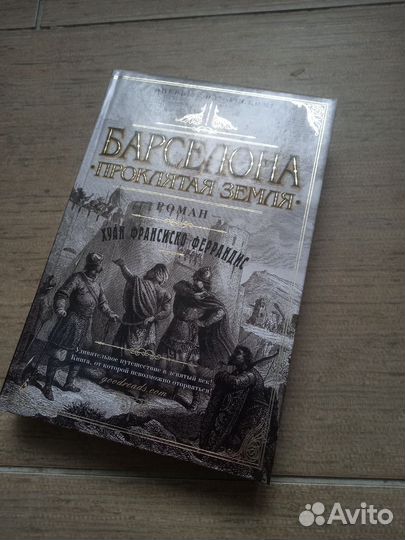 БАРСЕЛОНА
·ПРОКЛЯТАЯ ЗЕМЛЯ·
РОМАН
ХУАН ФРАНСИСКО ФЕРРАНДИС
Удивительное путешествие в девятый век!
Книга, от которой невозможно оторваться!
goodreads.com
Avito